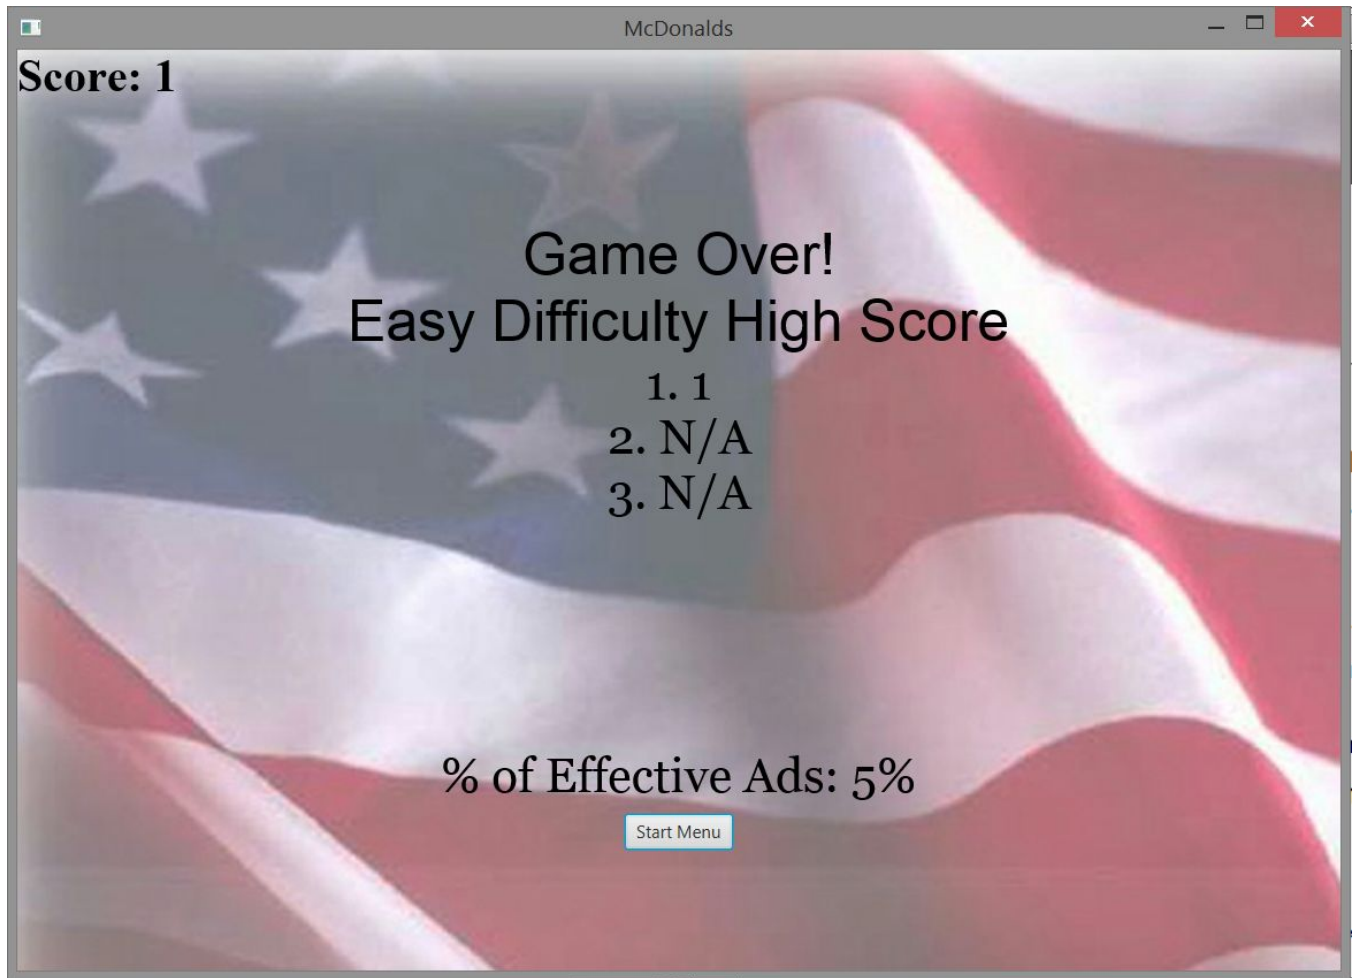 McDonalds
Score: 1
Game Over!
Easy Difficulty High Score
1. 1
2. N/A
3. N/A
% of Effective Ads: 5%
Start Menu